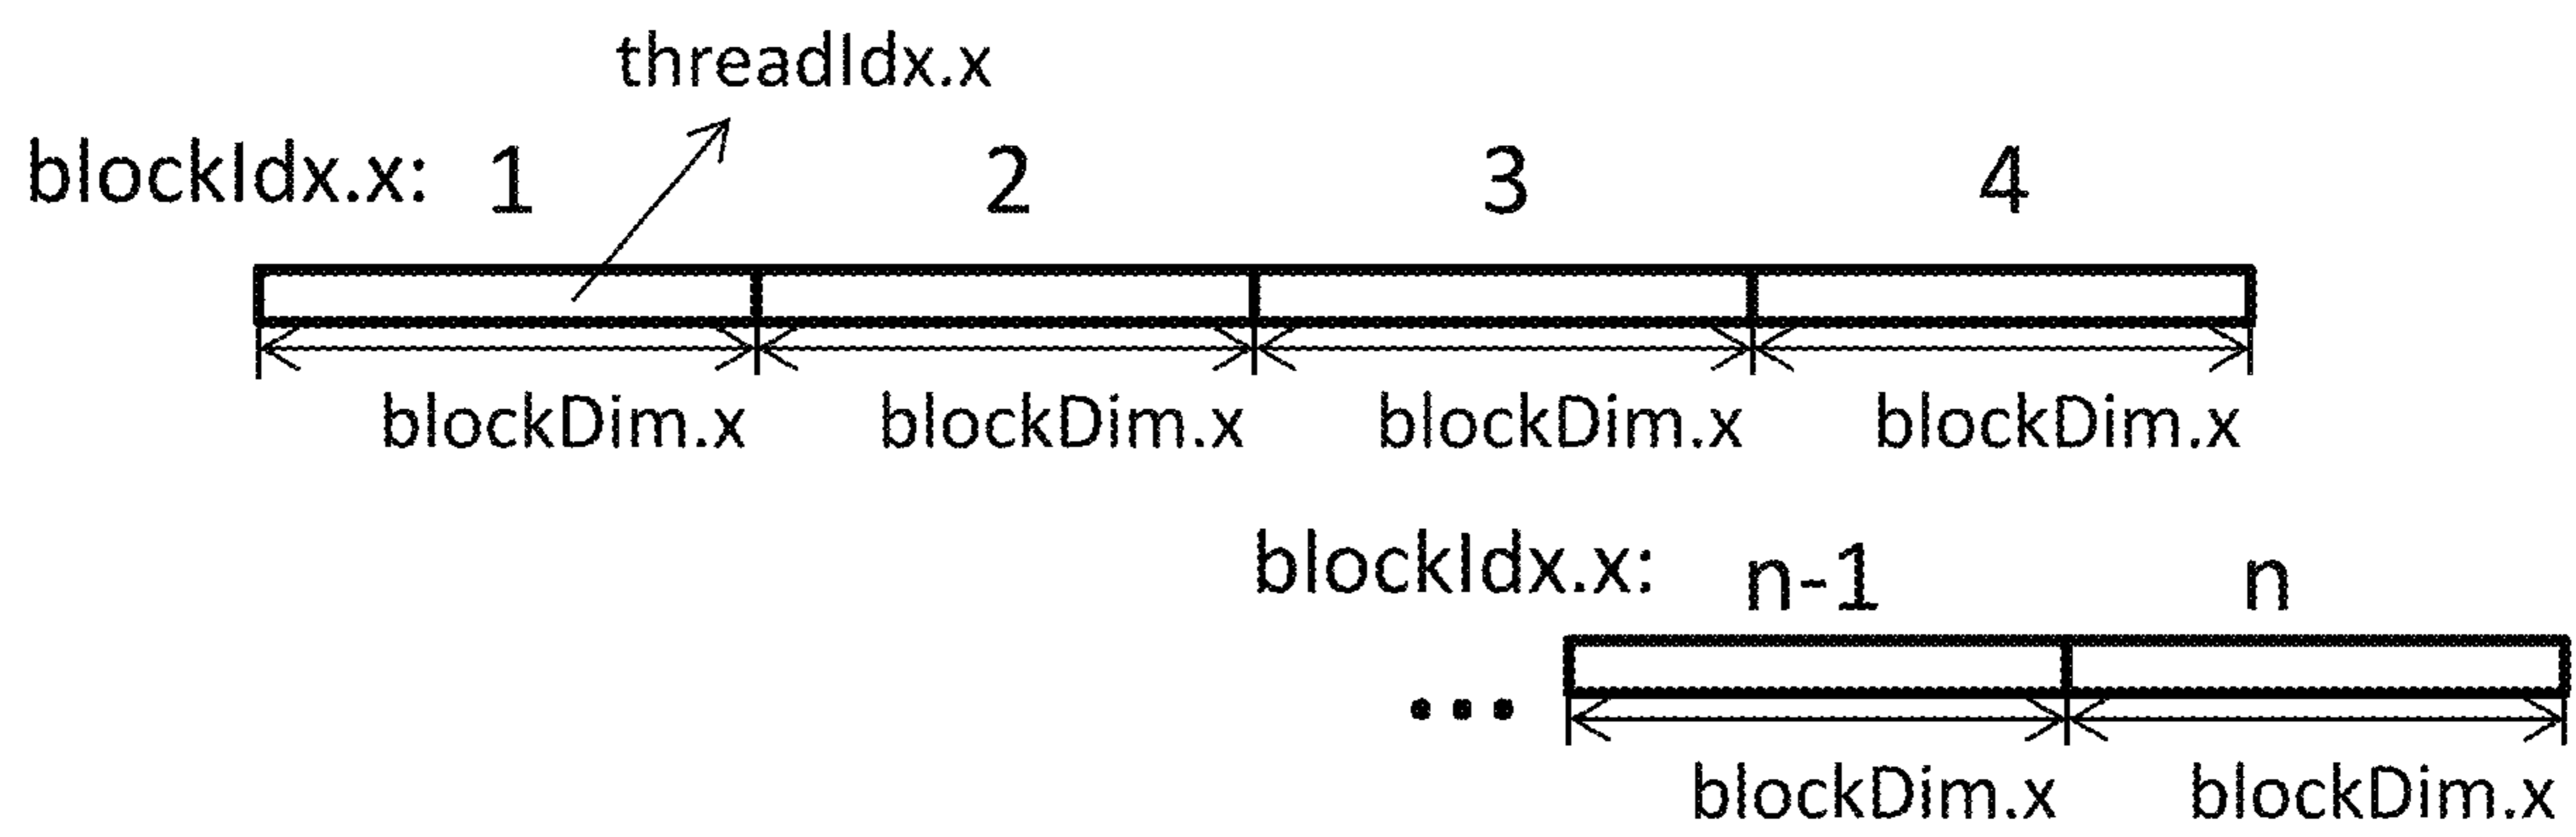 threadIdx.x
blockIdx.x: 1 2 3 4
blockDim.x blockDim.x blockDim.x blockDim.x
blockIdx.x: n-1 n
...
blockDim.x blockDim.x